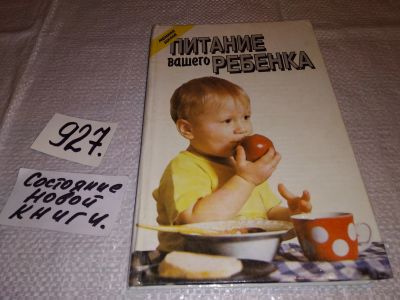 ПИТАНИЕ
вашего РЕБЕНКА
927.
Состояние
Новой
книги.